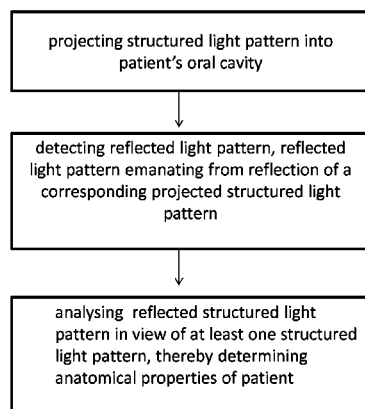 projecting structured light pattern into
patient's oral cavity
detecting reflected light pattern, reflected
light pattern emanating from reflection of a
corresponding projected structured light
pattern
analysing reflected structured light
pattern in view of at least one structured
light pattern, thereby determining
anatomical properties of patient